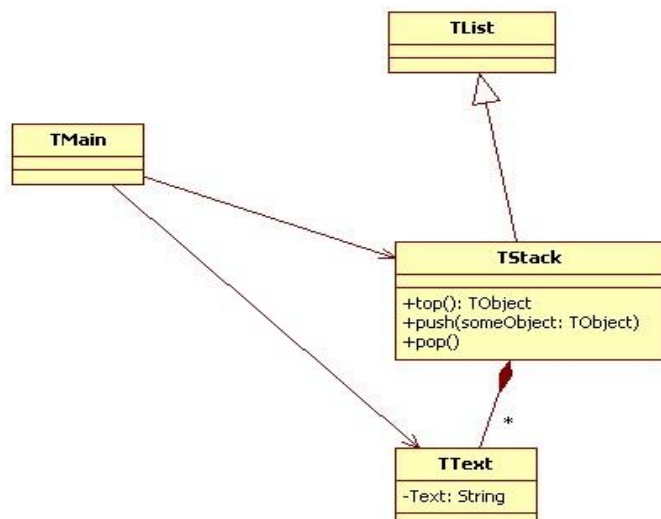 TList
TMain
TStack
+top(): TObject
+push(someObject: TObject)
+pop()
*
TText
-Text: String